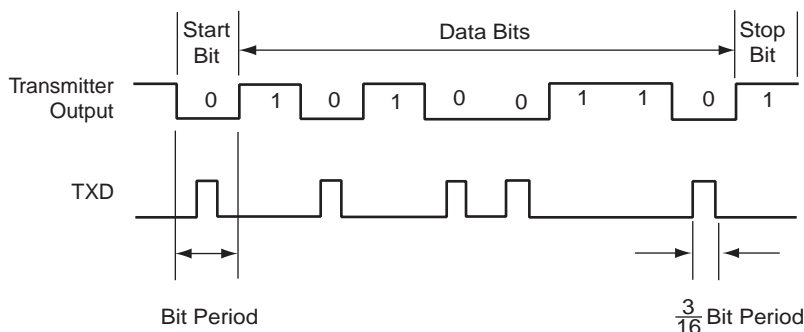 Start
Bit
Data Bits
Stop
Bit
Transmitter
Output
0 1 0 1 0 0 1 1 0 1
TXD
Bit Period
3
16 Bit Period